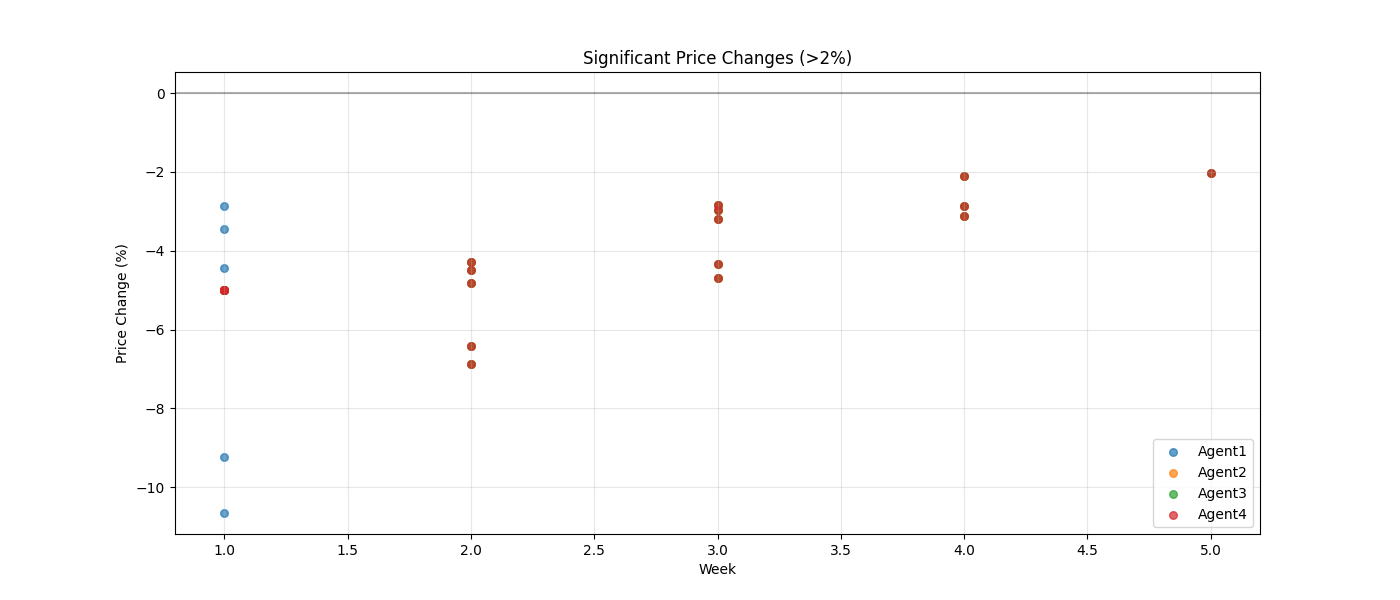 Significant Price Changes (>2%)
Price Change (%)
0
−2
−4
−6
−8
−10
1.0 1.5 2.0 2.5 3.0 3.5 4.0 4.5 5.0
Week
Agent1
Agent2
Agent3
Agent4